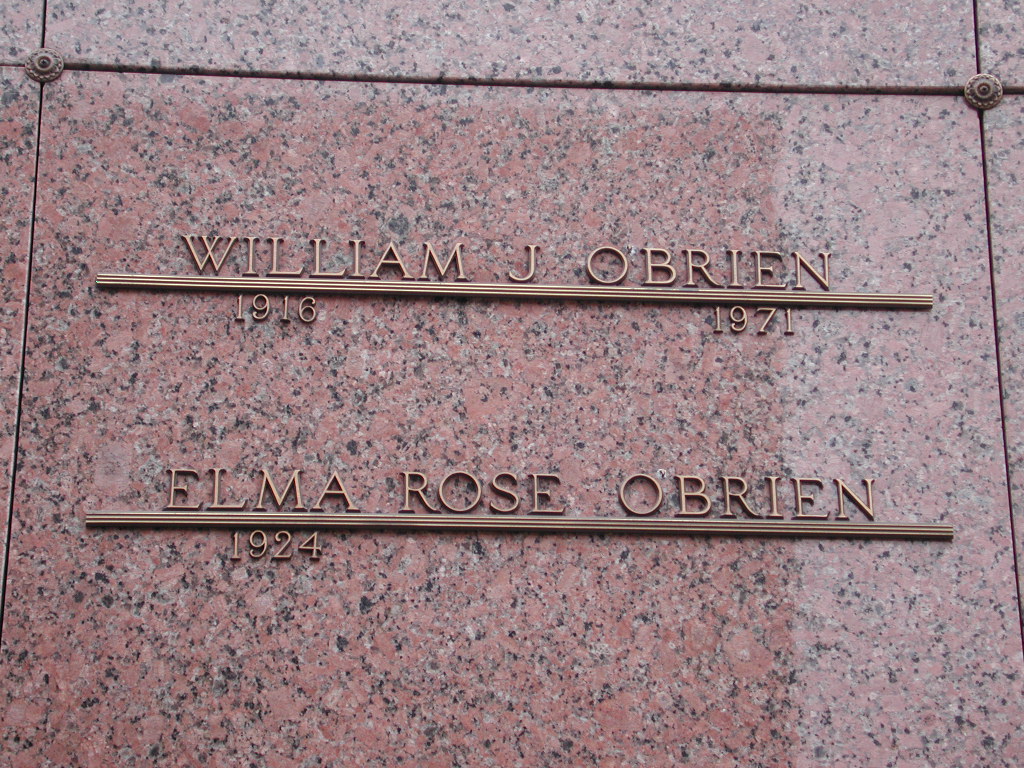 WILLIAM J OBRIEN
1916 1971
ELMA ROSE OBRIEN
1924